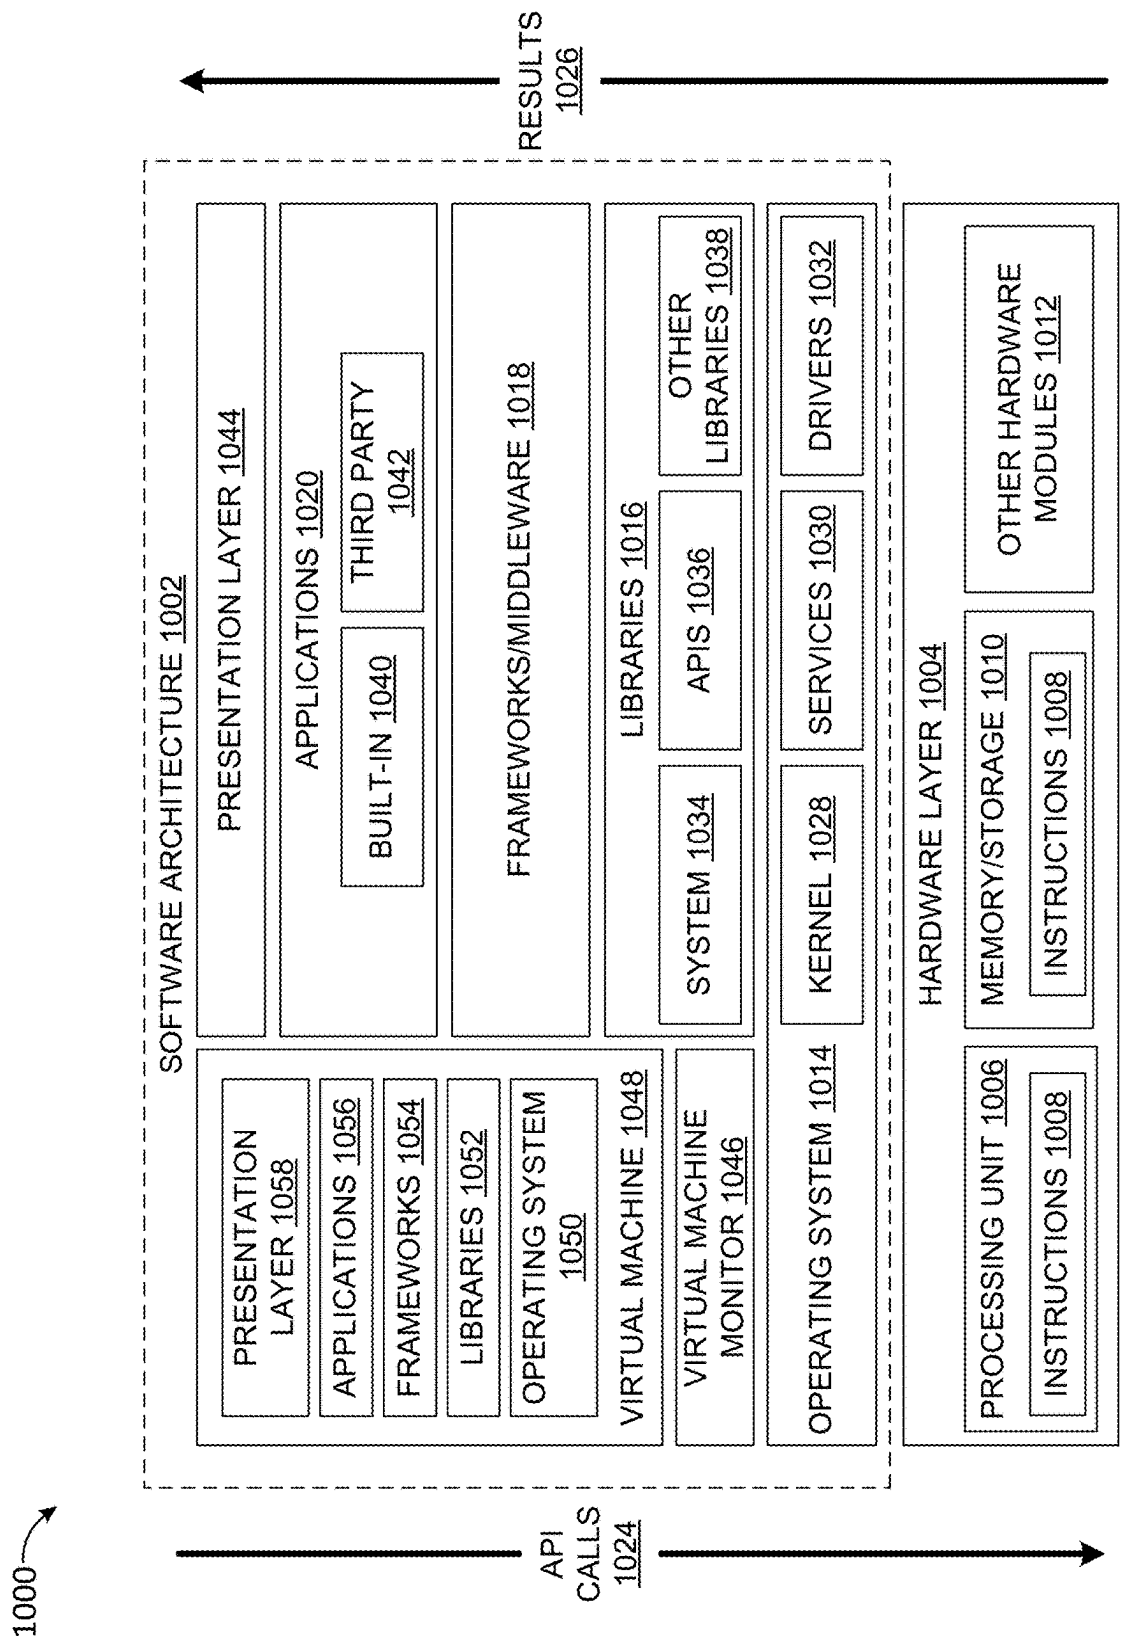 1000
SOFTWARE ARCHITECTURE 1002
PRESENTATION
LAYER 1058
APPLICATIONS 1056
FRAMEWORKS 1054
LIBRARIES 1052
OPERATING SYSTEM
1050
VIRTUAL MACHINE 1048
VIRTUAL MACHINE
MONITOR 1046
PRESENTATION LAYER 1044
APPLICATIONS 1020
BUILT-IN 1040
THIRD PARTY
1042
FRAMEWORKS/MIDDLEWARE 1018
LIBRARIES 1016
SYSTEM 1034
APIS 1036
OTHER
LIBRARIES 1038
OPERATING SYSTEM 1014
KERNEL 1028
SERVICES 1030
DRIVERS 1032
HARDWARE LAYER 1004
PROCESSING UNIT 1006
INSTRUCTIONS 1008
MEMORY/STORAGE 1010
INSTRUCTIONS 1008
OTHER HARDWARE
MODULES 1012
API
CALLS
1024
RESULTS
1026